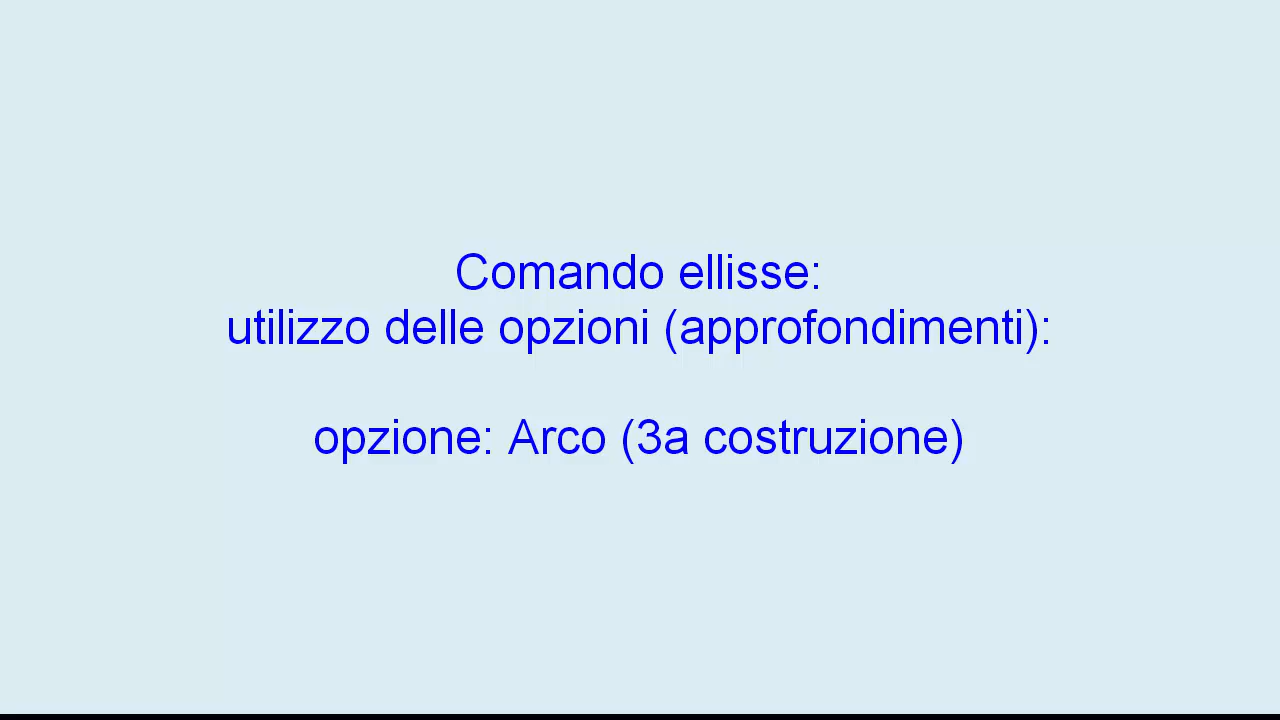 Comando ellisse:
utilizzo delle opzioni (approfondimenti):
opzione: Arco (3a costruzione)